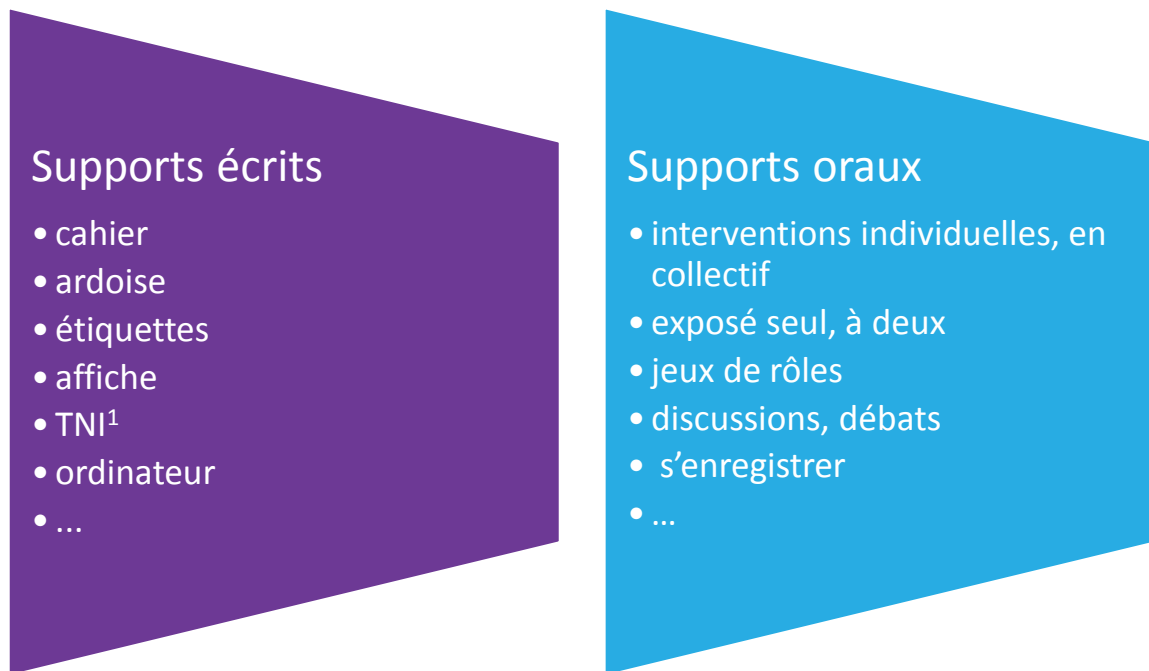 Supports écrits
• cahier
• ardoise
• étiquettes
• affiche
• TNI¹
• ordinateur
• ...
Supports oraux
• interventions individuelles, en
collectif
• exposé seul, à deux
• jeux de rôles
• discussions, débats
• s’enregistrer
• ...